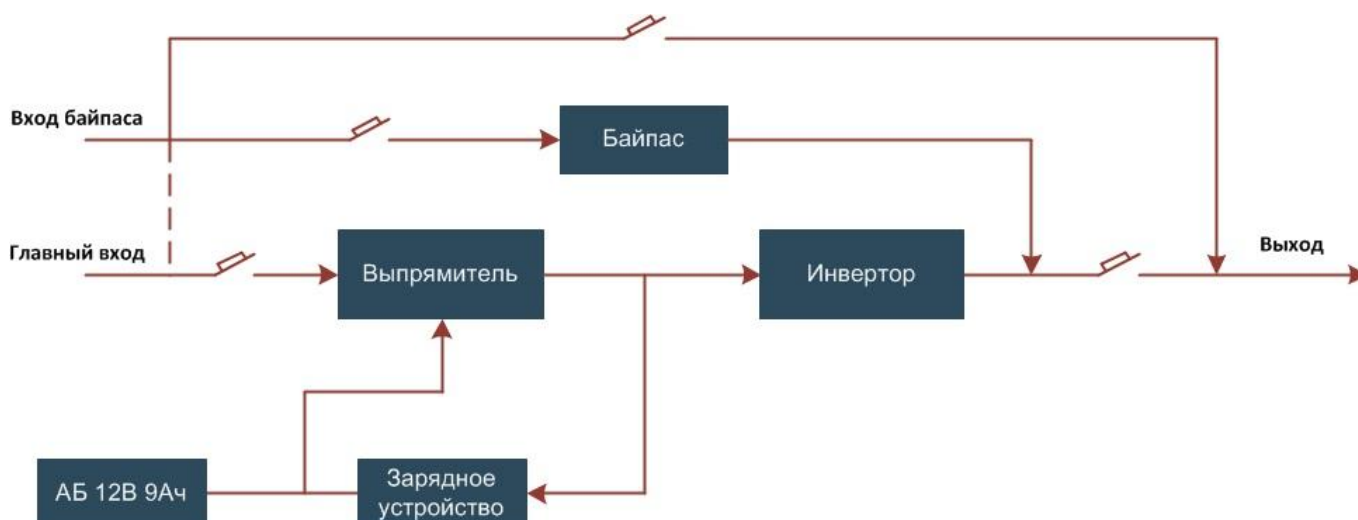 Вход байпаса
Байпас
Главный вход
Выпрямитель
Инвертор
Выход
АБ 12В 9Ач
Зарядное
устройство